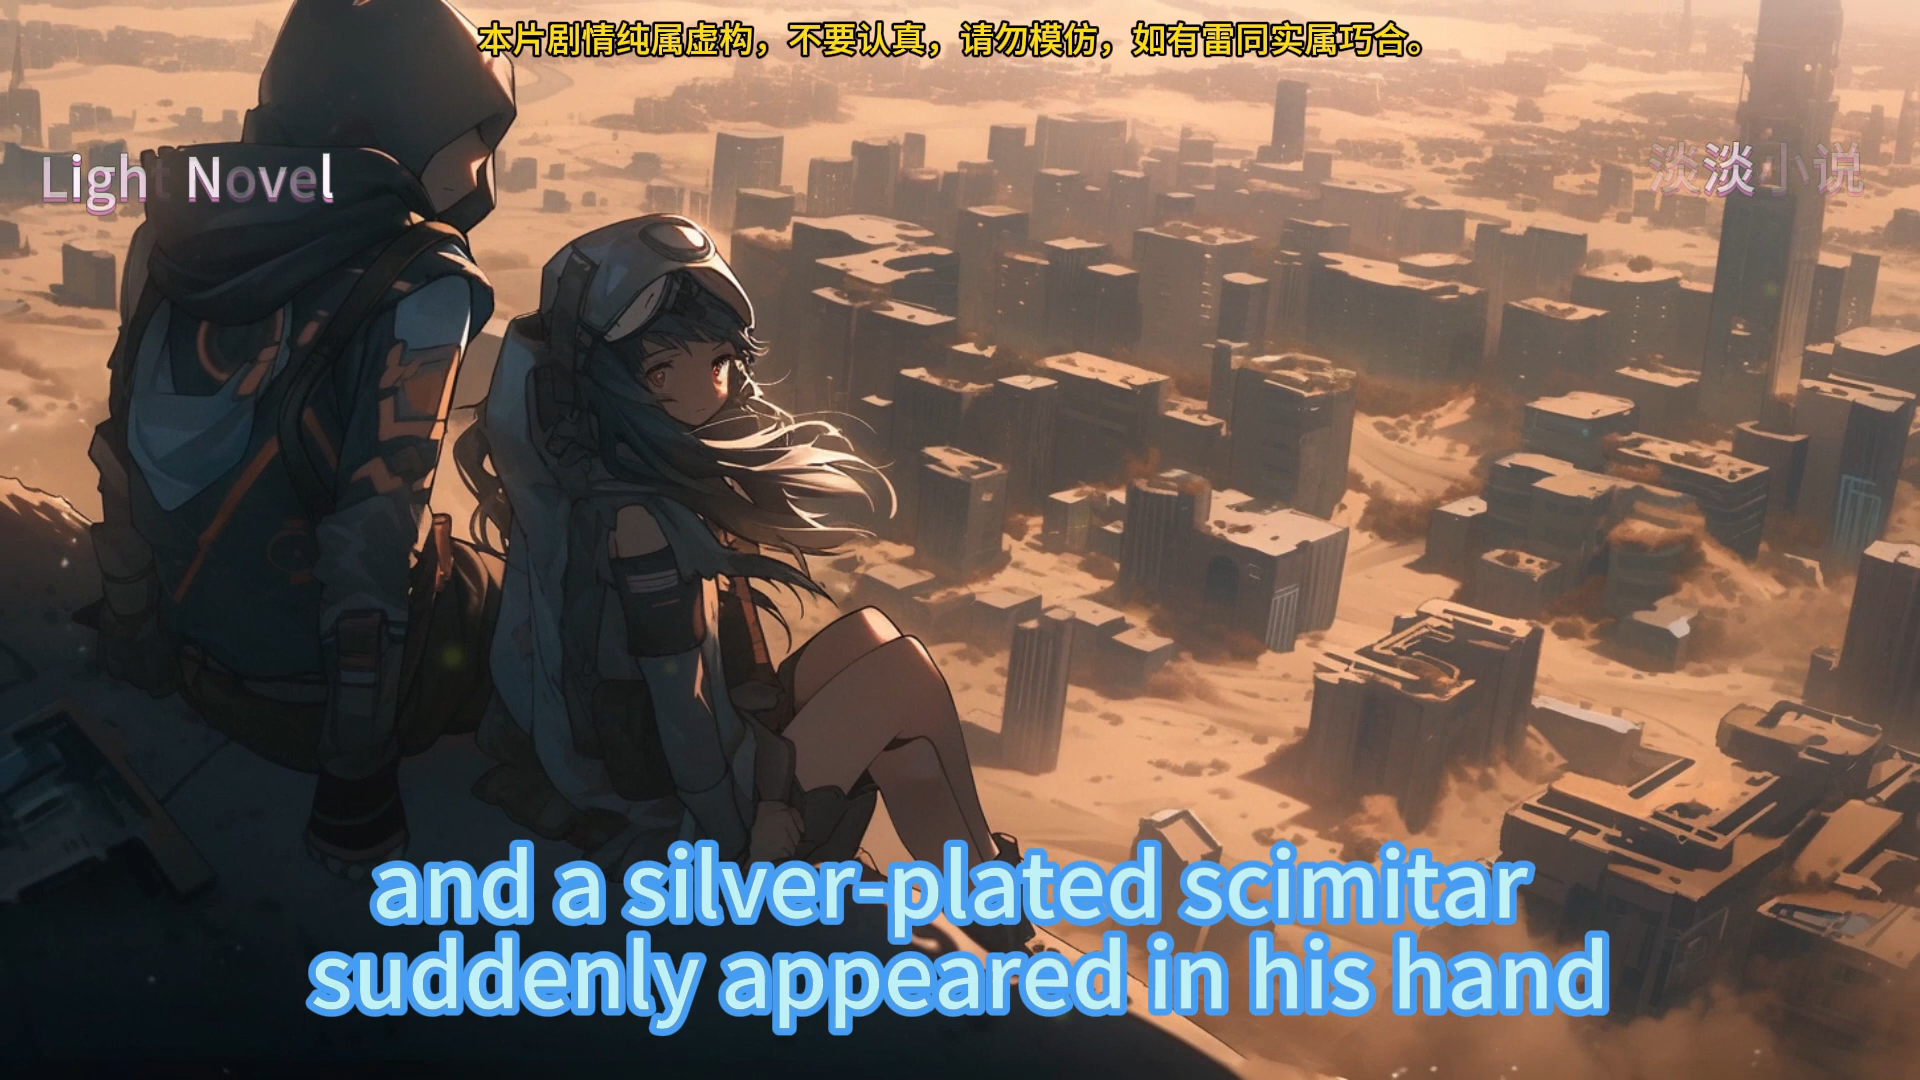 本片剧情纯属虚构，不要认真，请勿模仿，如有雷同实属巧合。
Light Novel
淡淡小说
and a silver-plated scimitar
suddenly appeared in his hand